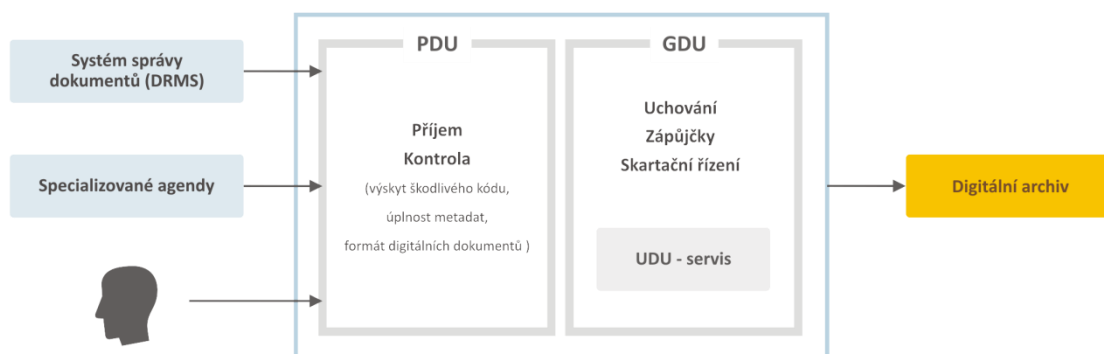 Systém správy
dokumentů (DRMS)
Specializované agendy
PDU
Příjem
Kontrola
(výskyt škodlivého kódu,
úplnost metadat,
formát digitálních dokumentů )
GDU
Uchování
Zápůjčky
Skartační řízení
UDU - servis
Digitální archiv